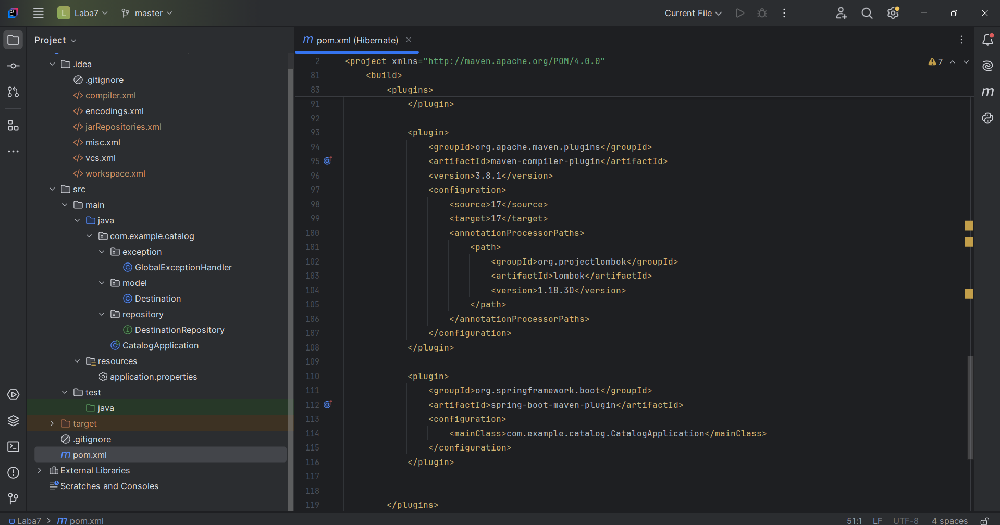 L Laba7 master Current File
Project
.idea
.gitignore
compiler.xml
encodings.xml
jarRepositories.xml
misc.xml
vcs.xml
workspace.xml
src
main
java
com.example.catalog
exception
GlobalExceptionHandler
model
Destination
repository
DestinationRepository
CatalogApplication
resources
application.properties
test
java
target
.gitignore
pom.xml
External Libraries
Scratches and Consoles
pom.xml (Hibernate)
7
2 <project xmlns="http://maven.apache.org/POM/4.0.0"
81 <build>
83 <plugins>
91 </plugin>
92
93 <plugin>
94 <groupId>org.apache.maven.plugins</groupId>
95 <artifactId>maven-compiler-plugin</artifactId>
96 <version>3.8.1</version>
97 <configuration>
98 <source>17</source>
99 <target>17</target>
100 <annotationProcessorPaths>
101 <path>
102 <groupId>org.projectlombok</groupId>
103 <artifactId>lombok</artifactId>
104 <version>1.18.30</version>
105 </path>
106 </annotationProcessorPaths>
107 </configuration>
108 </plugin>
109
110 <plugin>
111 <groupId>org.springframework.boot</groupId>
112 <artifactId>spring-boot-maven-plugin</artifactId>
113 <configuration>
114 <mainClass>com.example.catalog.CatalogApplication</mainClass>
115 </configuration>
116 </plugin>
117
118
119 </plugins>
Laba7 > m pom.xml 51:1 LF UTF-8 4 spaces